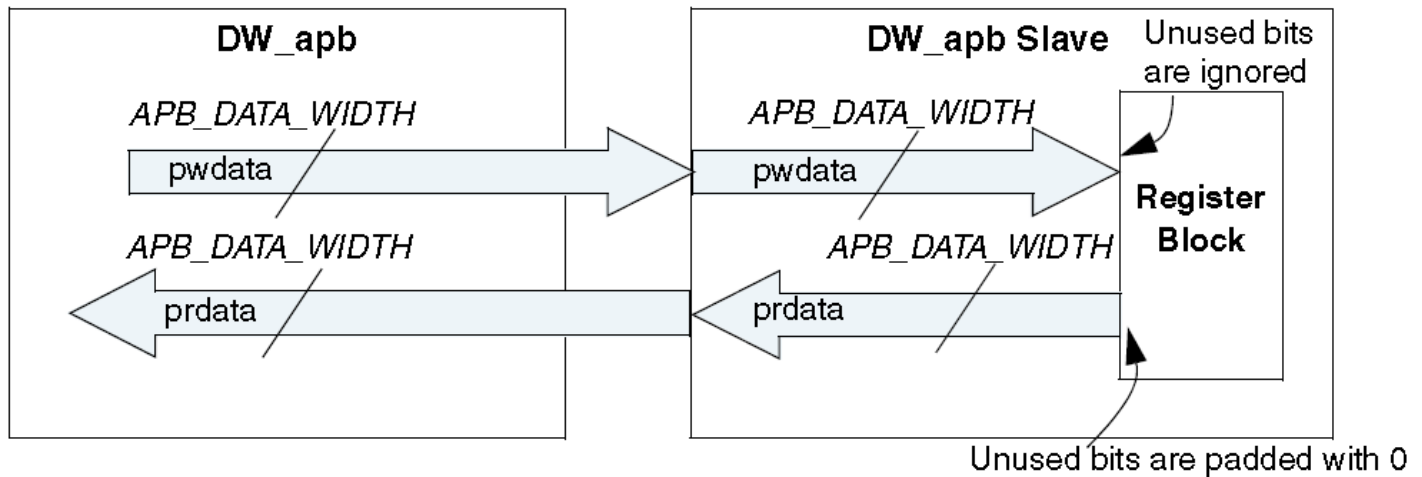 DW_apb
DW_apb Slave
Unused bits
are ignored
APB_DATA_WIDTH
APB_DATA_WIDTH
pwdata
pwdata
Register
Block
APB_DATA_WIDTH
APB_DATA_WIDTH
prdata
prdata
Unused bits are padded with 0